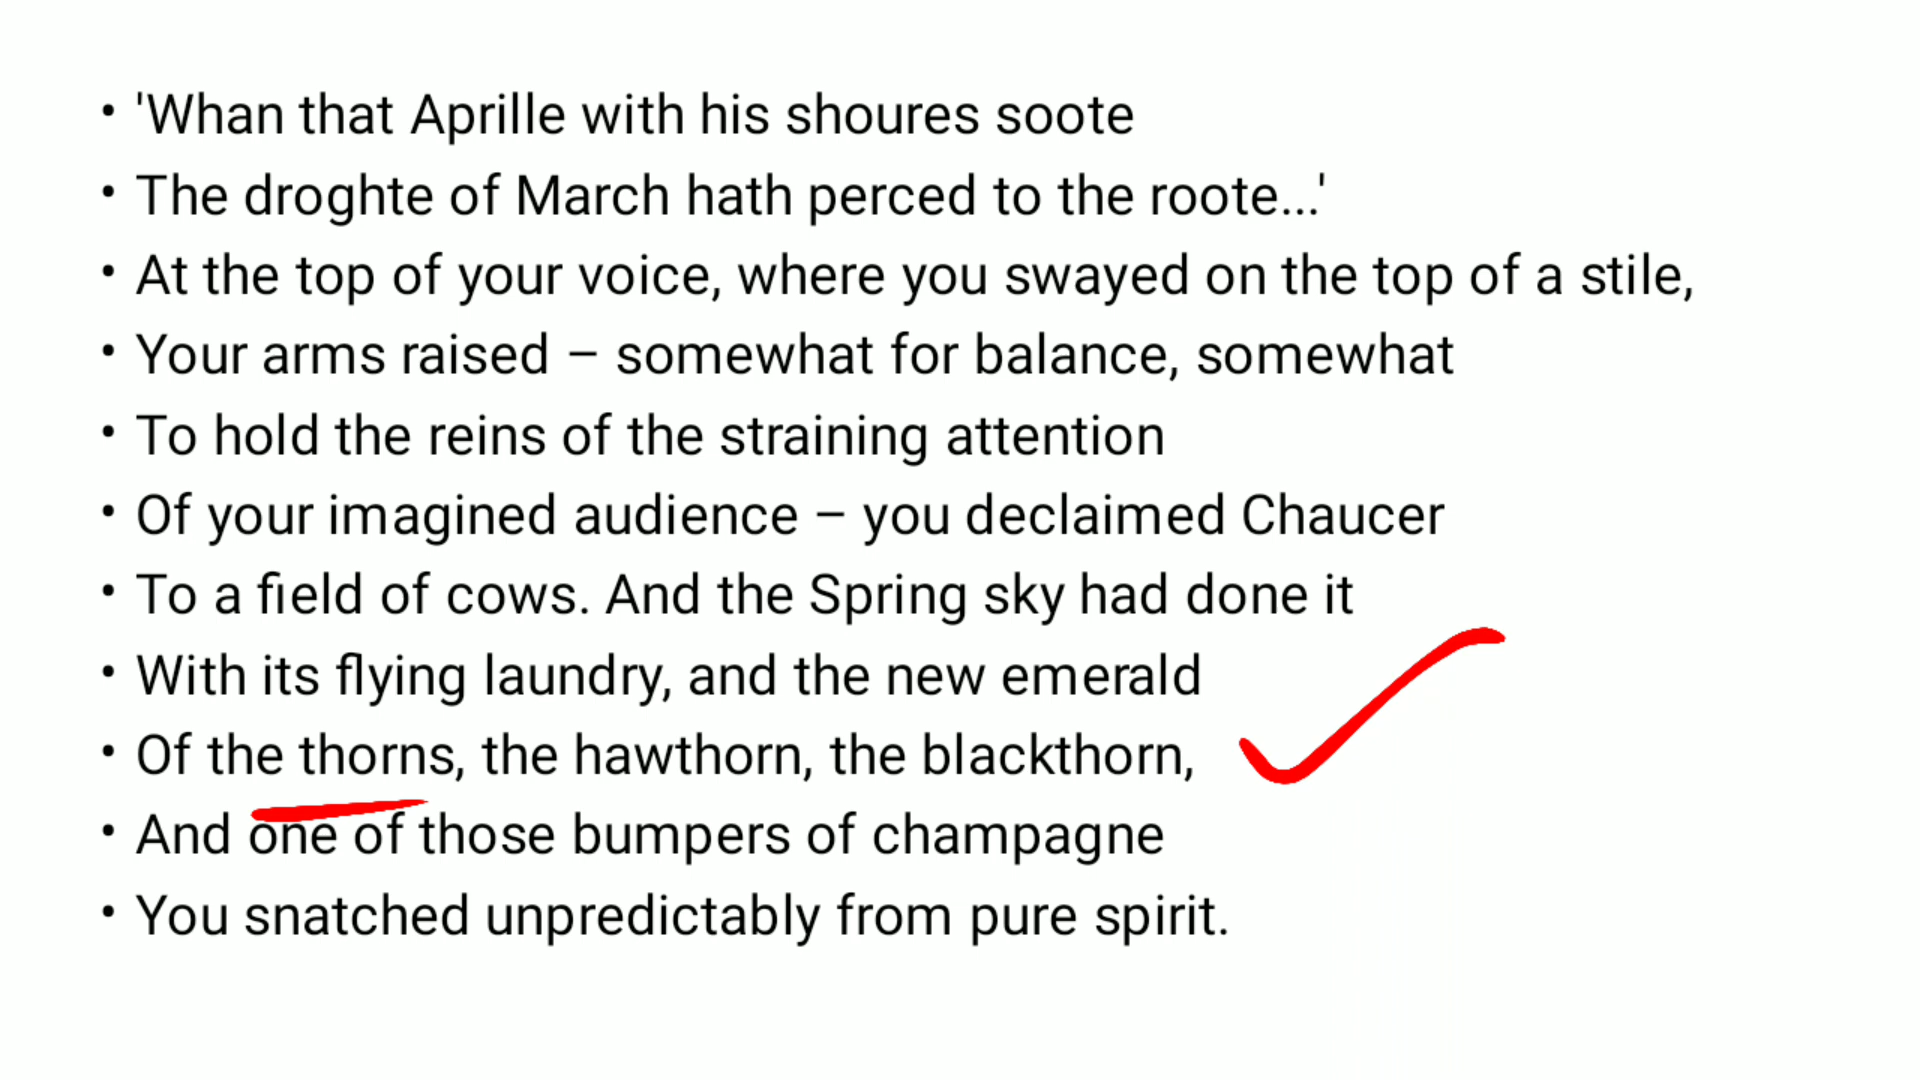 • 'Whan that Aprille with his shoures soote
• The droghte of March hath perced to the roote...'
• At the top of your voice, where you swayed on the top of a stile,
• Your arms raised – somewhat for balance, somewhat
• To hold the reins of the straining attention
• Of your imagined audience – you declaimed Chaucer
• To a field of cows. And the Spring sky had done it
• With its flying laundry, and the new emerald
• Of the thorns, the hawthorn, the blackthorn,
• And one of those bumpers of champagne
• You snatched unpredictably from pure spirit.